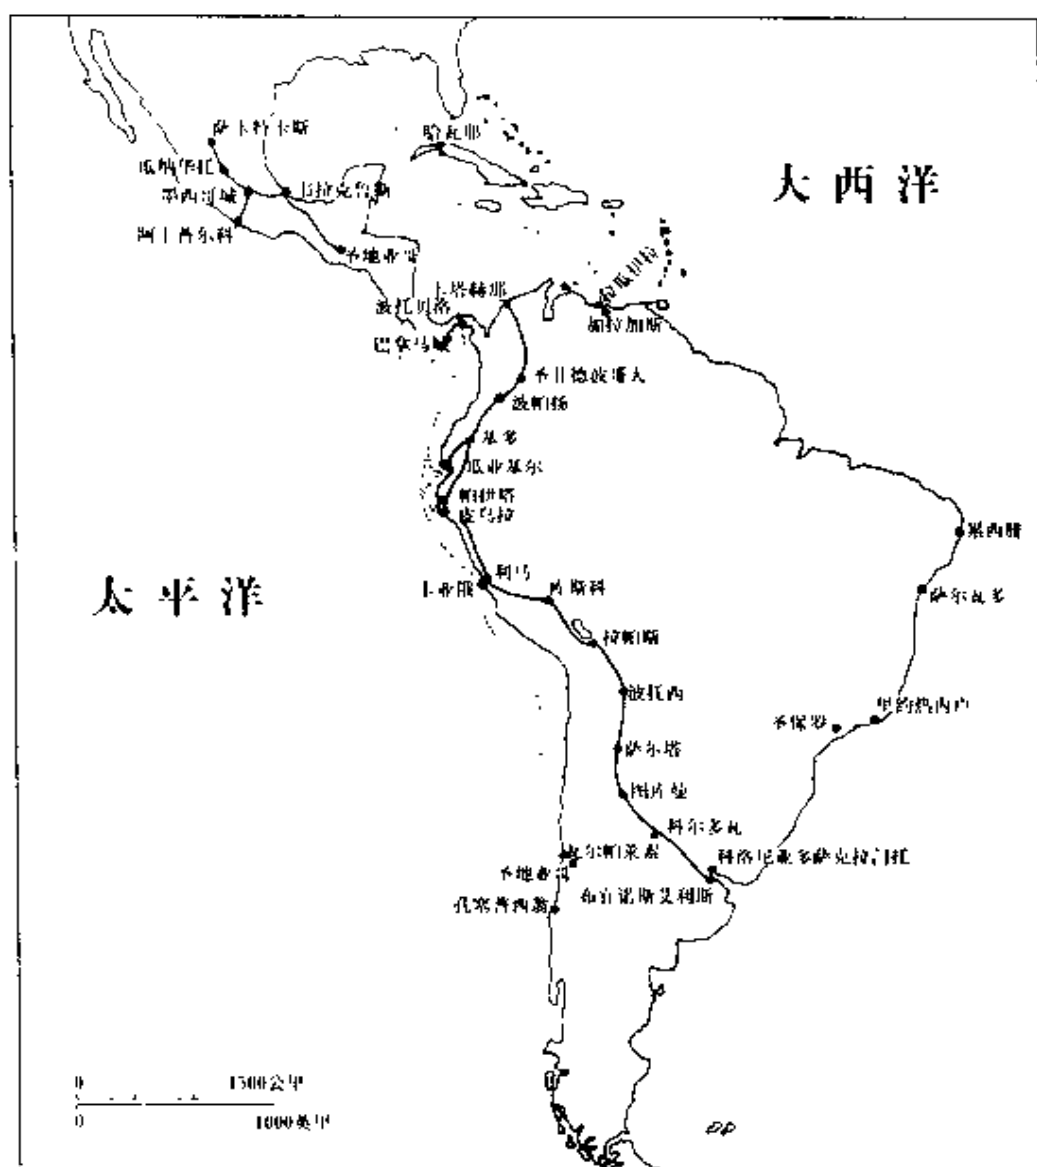 萨卡特卡斯
哈瓦那
瓜纳华托
大西洋
墨西哥城
韦拉克鲁斯
阿卡普尔科
圣地亚哥
拉瓜伊拉
卡塔赫那
波托贝洛
加拉加斯
巴拿马城
圣菲德波哥大
波帕扬
基多
瓜亚基尔
帕伊塔
皮乌拉
累西腓
太平洋
利马
卡亚俄
库斯科
萨尔瓦多
拉帕斯
波托西
里约热内卢
圣保罗
萨尔塔
图库曼
科尔多瓦
瓦尔帕莱索
科洛尼亚多萨克拉门托
圣地亚哥
布宜诺斯艾利斯
孔塞普西翁
0 1500公里
0 1000英里